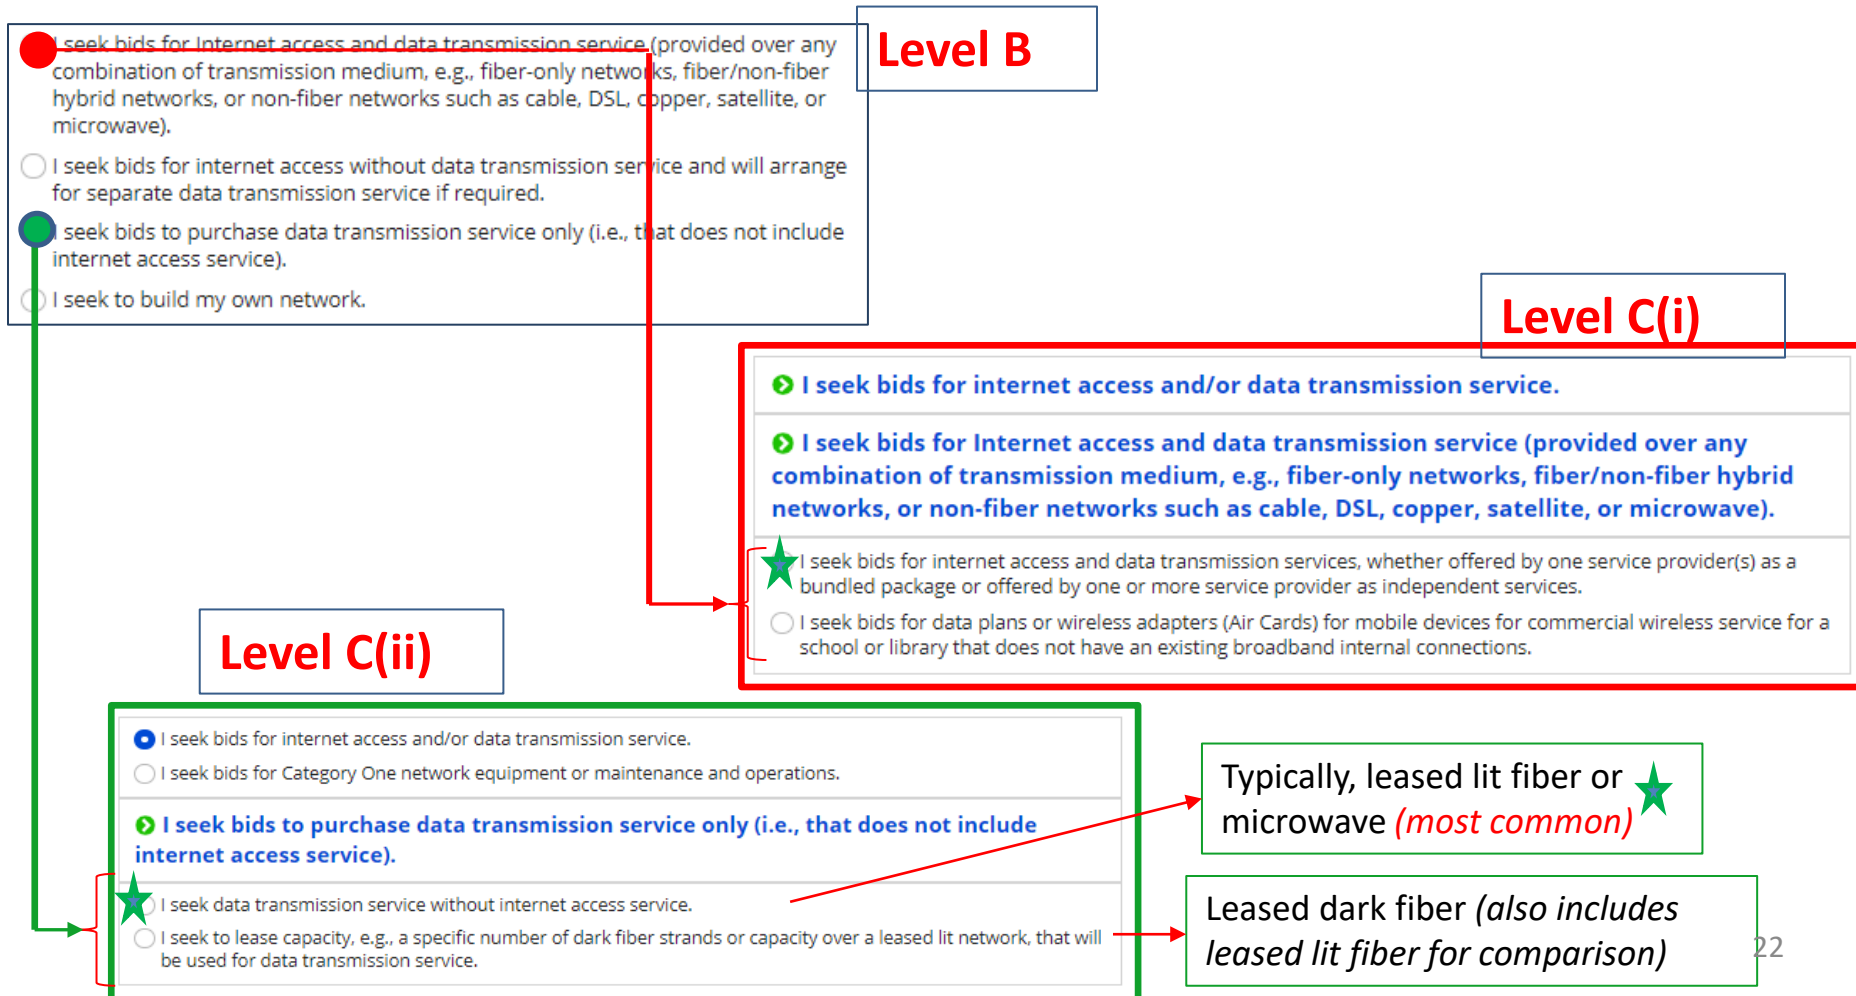 Level B
I seek bids for Internet access and data transmission service (provided over any
combination of transmission medium, e.g., fiber-only networks, fiber/non-fiber
hybrid networks, or non-fiber networks such as cable, DSL, copper, satellite, or
microwave).
I seek bids for internet access without data transmission service and will arrange
for separate data transmission service if required.
I seek bids to purchase data transmission service only (i.e., that does not include
internet access service).
I seek to build my own network.
Level C(i)
I seek bids for internet access and/or data transmission service.
I seek bids for Internet access and data transmission service (provided over any
combination of transmission medium, e.g., fiber-only networks, fiber/non-fiber hybrid
networks, or non-fiber networks such as cable, DSL, copper, satellite, or microwave).
I seek bids for internet access and data transmission services, whether offered by one service provider(s) as a
bundled package or offered by one or more service provider as independent services.
I seek bids for data plans or wireless adapters (Air Cards) for mobile devices for commercial wireless service for a
school or library that does not have an existing broadband internal connections.
Level C(ii)
I seek bids for internet access and/or data transmission service.
I seek bids for Category One network equipment or maintenance and operations.
I seek bids to purchase data transmission service only (i.e., that does not include
internet access service).
I seek data transmission service without internet access service.
I seek to lease capacity, e.g., a specific number of dark fiber strands or capacity over a leased lit network, that will
be used for data transmission service.
Typically, leased lit fiber or
microwave (most common)
Leased dark fiber (also includes
leased lit fiber for comparison)
22